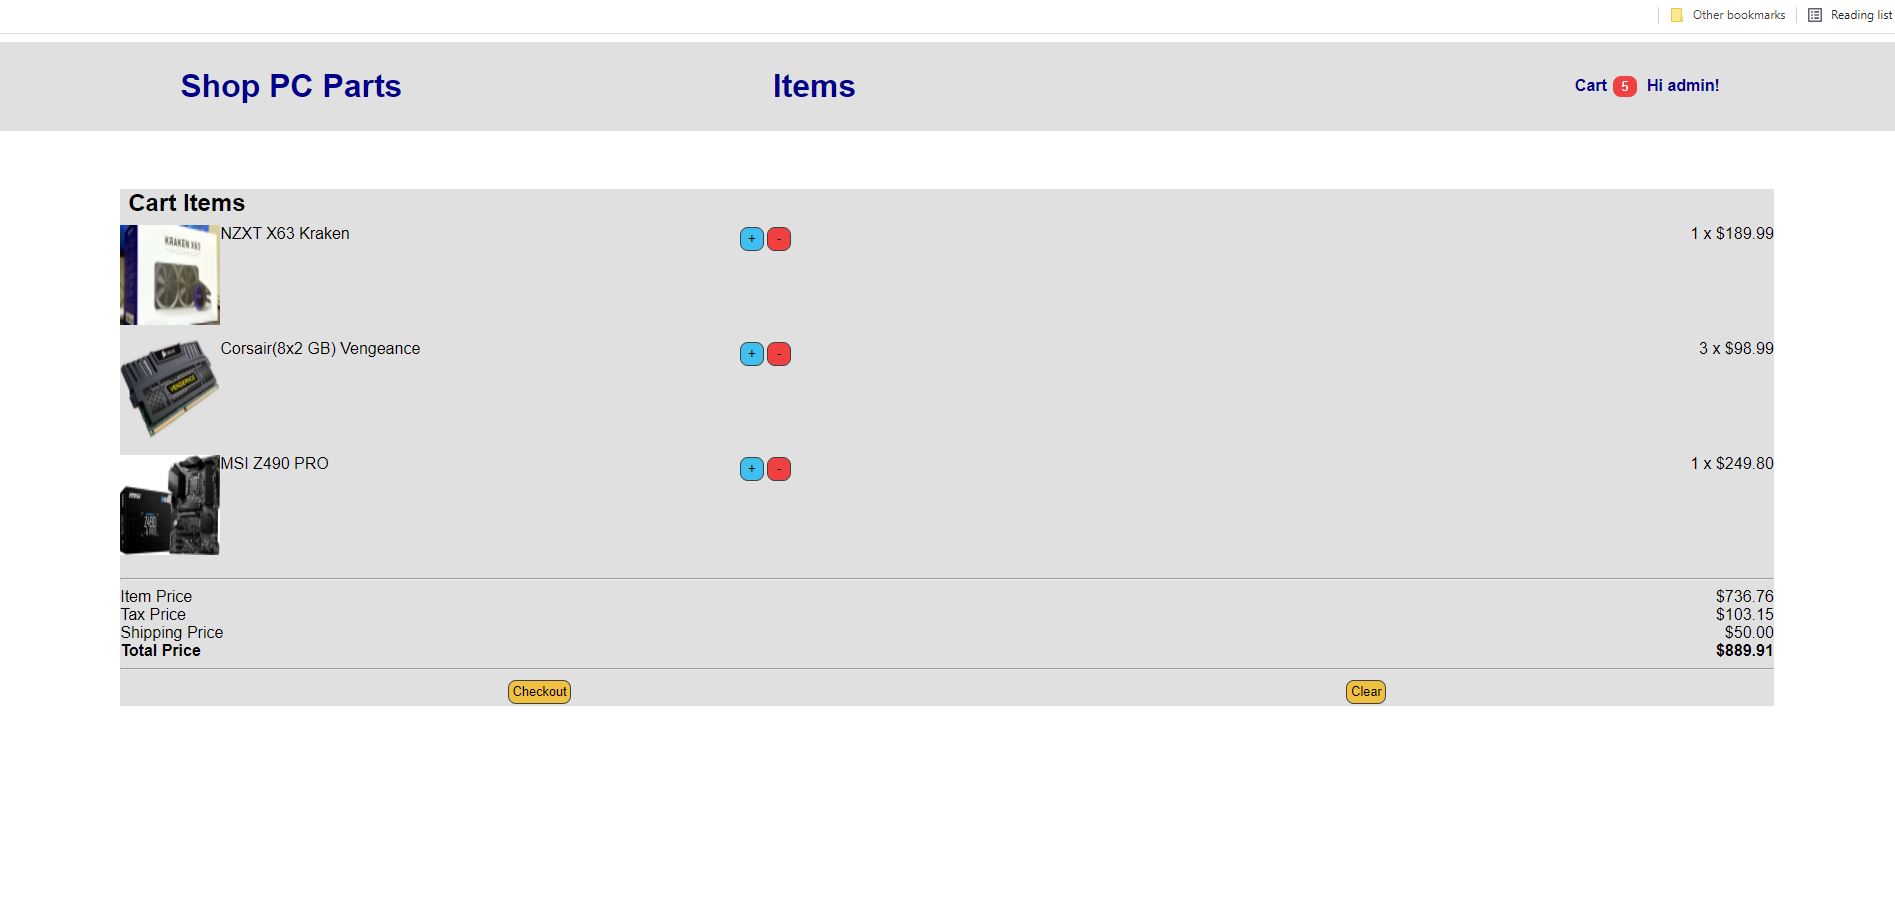 Other bookmarks
Reading list
Shop PC Parts
Items
Cart 5 Hi admin!
Cart Items
KRAKEN X63
NZXT X63 Kraken
+ -
1 x $189.99
VENGEANCE
Corsair(8x2 GB) Vengeance
+ -
3 x $98.99
MSI Z490 PRO
+ -
1 x $249.80
Z490
Item Price $736.76
Tax Price $103.15
Shipping Price $50.00
Total Price $889.91
Checkout Clear